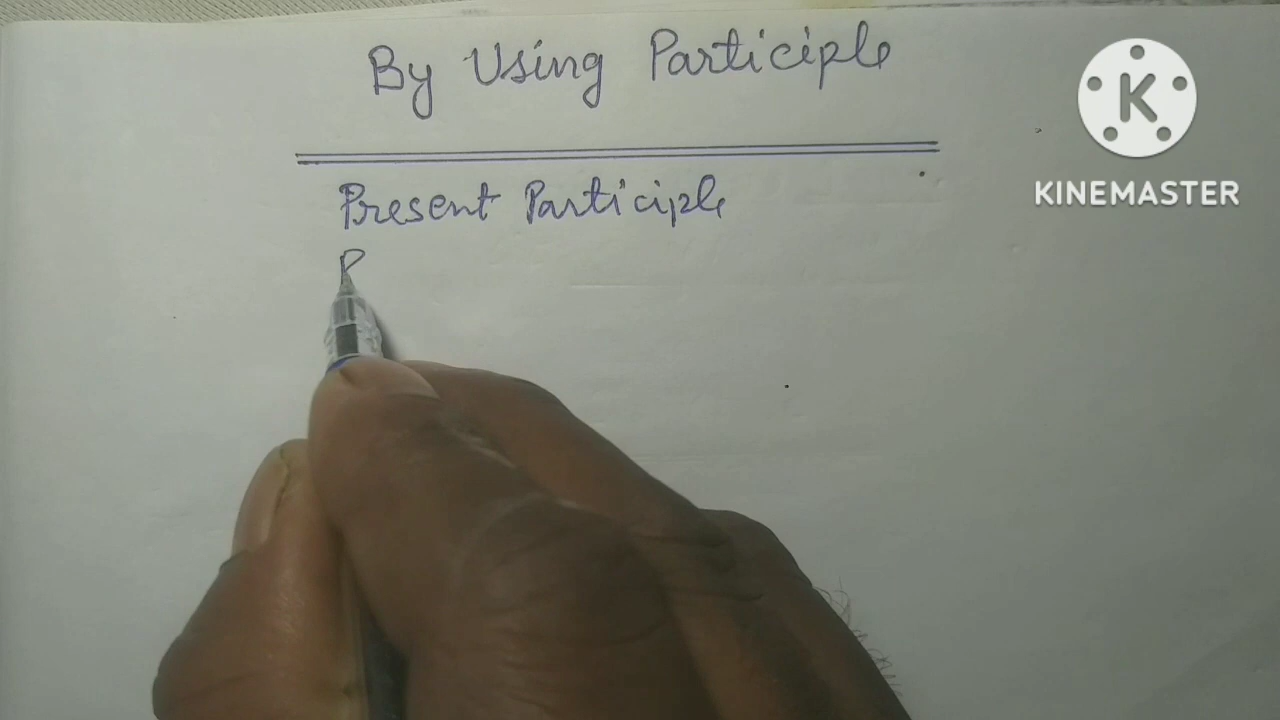 By Using Participle
Present Participle
P
K
KINEMASTER